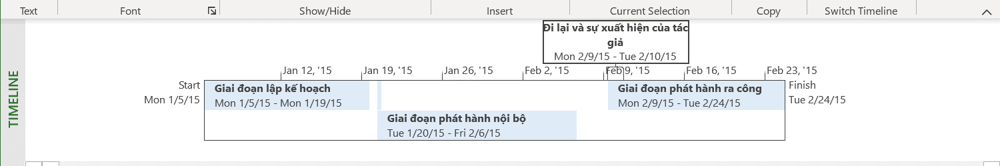 Text
Font
Show/Hide
Insert
Current Selection
Copy
Switch Timeline
TIMELINE
Đi lại và sự xuất hiện của tác
giả
Mon 2/9/15 - Tue 2/10/15
Jan 12, '15
Jan 19, '15
Jan 26, '15
Feb 2, '15
Feb 9, '15
Feb 16, '15
Feb 23, '15
Start
Mon 1/5/15
Giai đoạn lập kế hoạch
Mon 1/5/15 - Mon 1/19/15
Giai đoạn phát hành ra công
Mon 2/9/15 - Tue 2/24/15
Finish
Tue 2/24/15
Giai đoạn phát hành nội bộ
Tue 1/20/15 - Fri 2/6/15